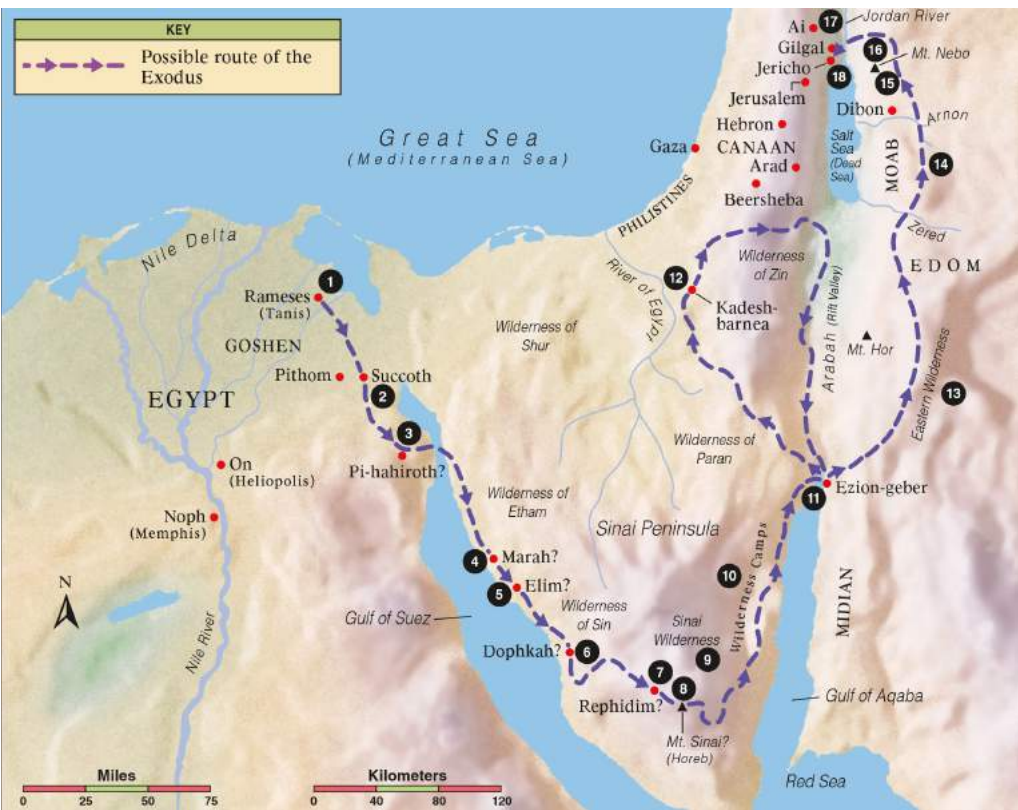 KEY
Possible route of the
Exodus
Great Sea
(Mediterranean Sea)
Ai
17
Jordan River
Gilgal
16
Mt. Nebo
Jericho
18
15
Jerusalem
Dibon
Arnon
Hebron
Gaza
CANAAN
Salt
Sea
(Dead
Sea)
MOAB
14
Arad
Beersheba
PHILISTINES
Zered
Nile Delta
1
Rameses
(Tanis)
River of Egypt
12
Wilderness
of Zin
EDOM
Kadesh-
barnea
Arabah (Rift Valley)
Wilderness of
Shur
GOSHEN
Mt. Hor
Pithom
Succoth
2
EGYPT
Eastern Wilderness
13
3
Pi-hahiroth?
Wilderness of
Paran
On
(Heliopolis)
Wilderness of
Etham
11
Ezion-geber
Noph
(Memphis)
Sinai Peninsula
Wilderness Camps
4
Marah?
5
Elim?
10
N
Gulf of Suez
Wilderness
of Sin
Sinai
Wilderness
MIDIAN
Nile River
Dophkah?
6
7
8
9
Rephidim?
Mt. Sinai?
(Horeb)
Gulf of Aqaba
Red Sea
Miles
0 25 50 75
Kilometers
0 40 80 120